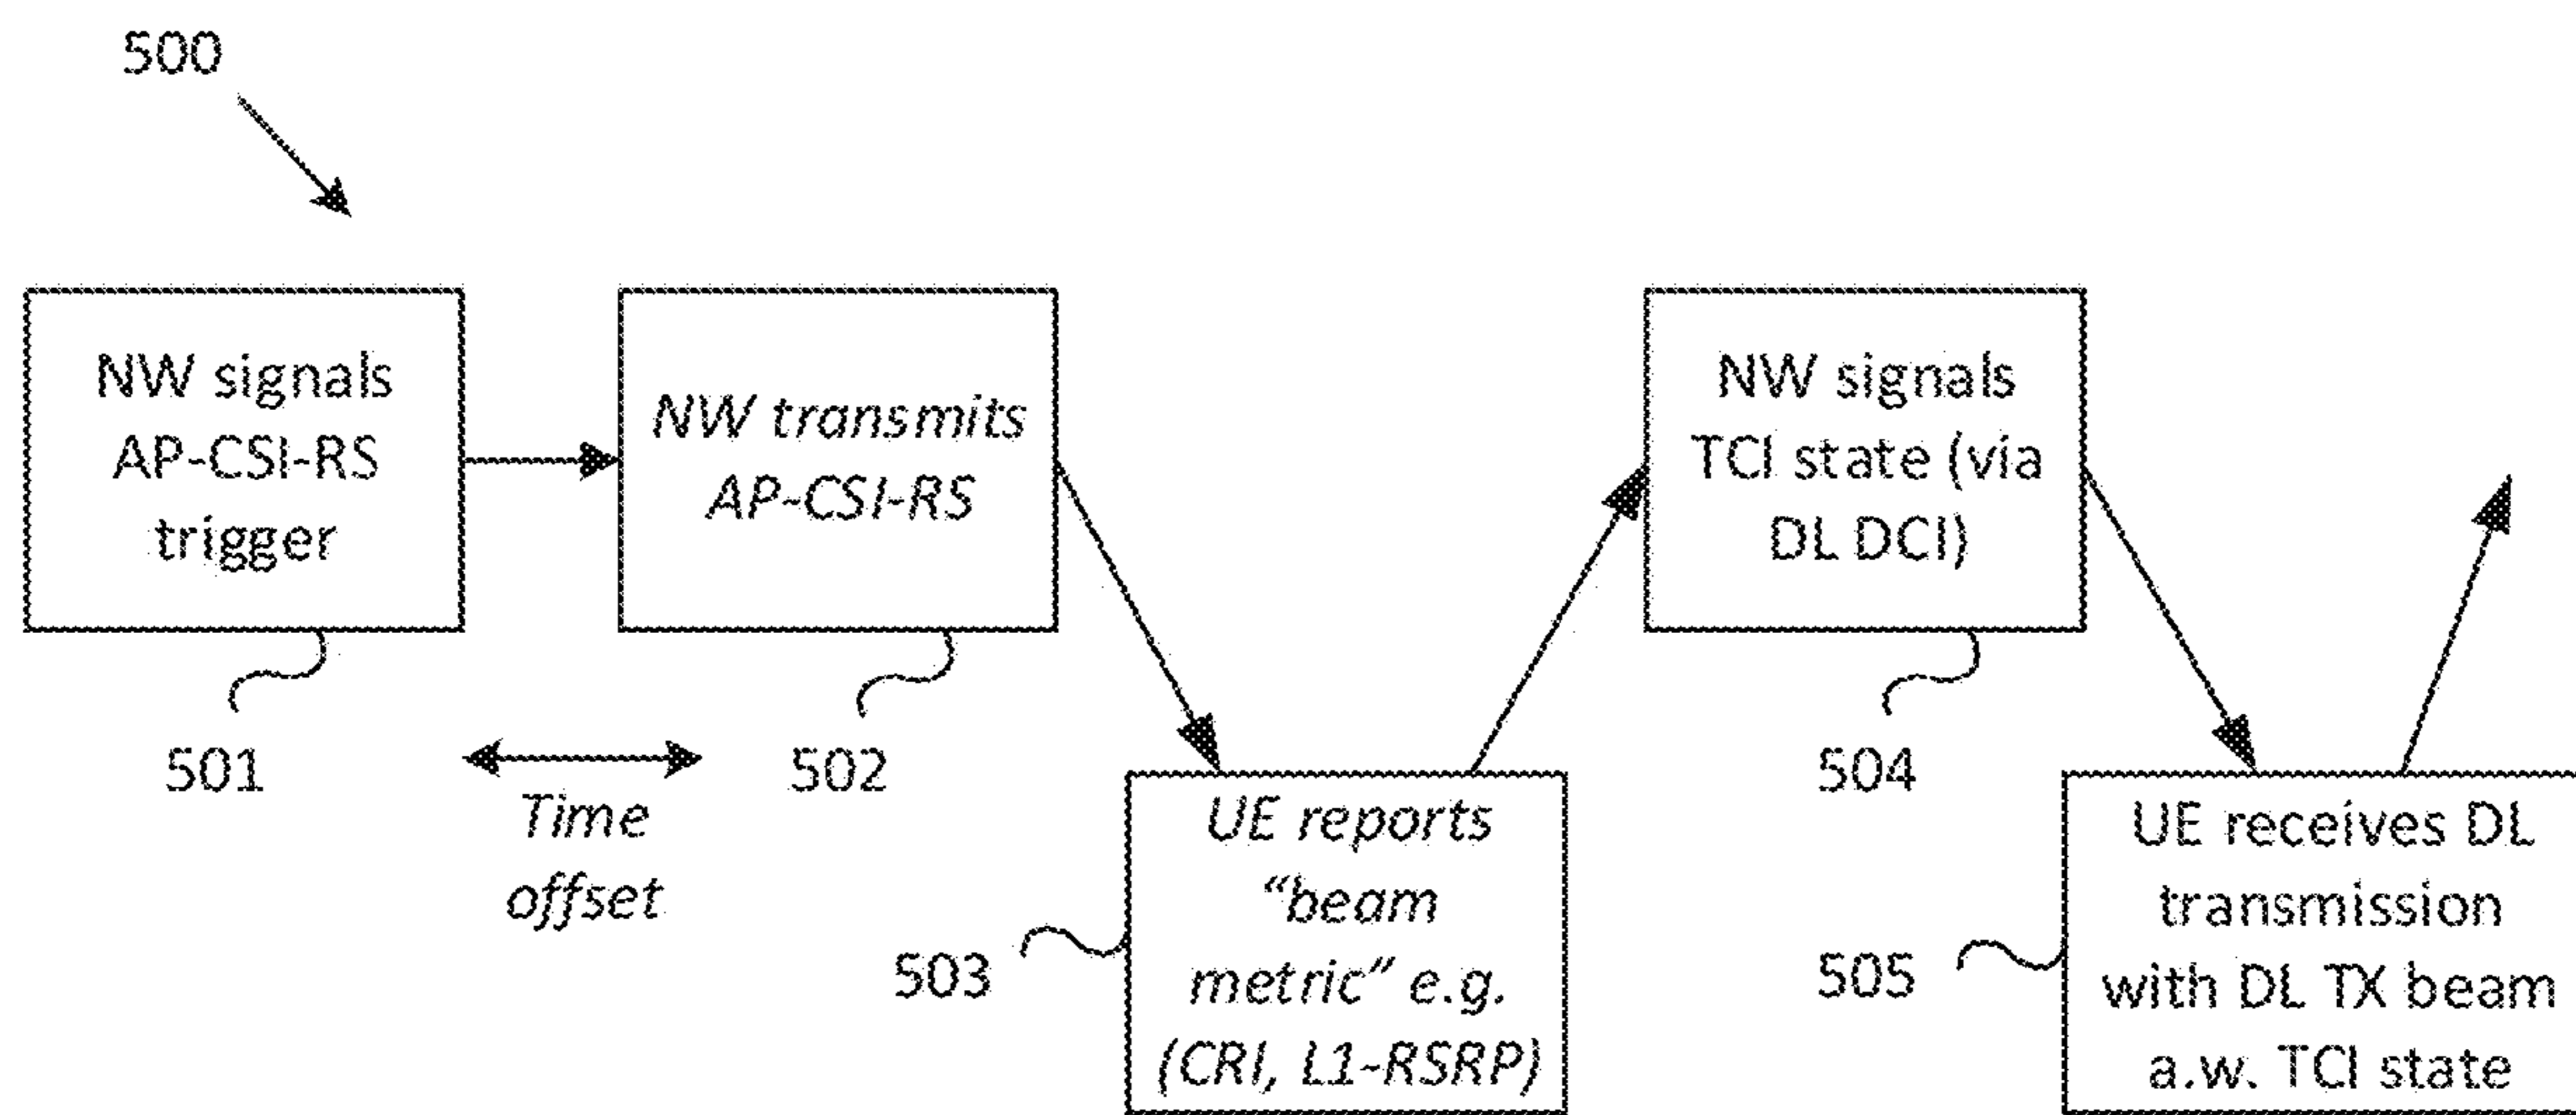 500
NW signals
AP-CSI-RS
trigger
501
NW transmits
AP-CSI-RS
502
Time
offset
UE reports
“beam
metric” e.g.
(CRI, L1-RSRP)
503
NW signals
TCI state (via
DL DCI)
504
UE receives DL
transmission
with DL TX beam
a.w. TCI state
505